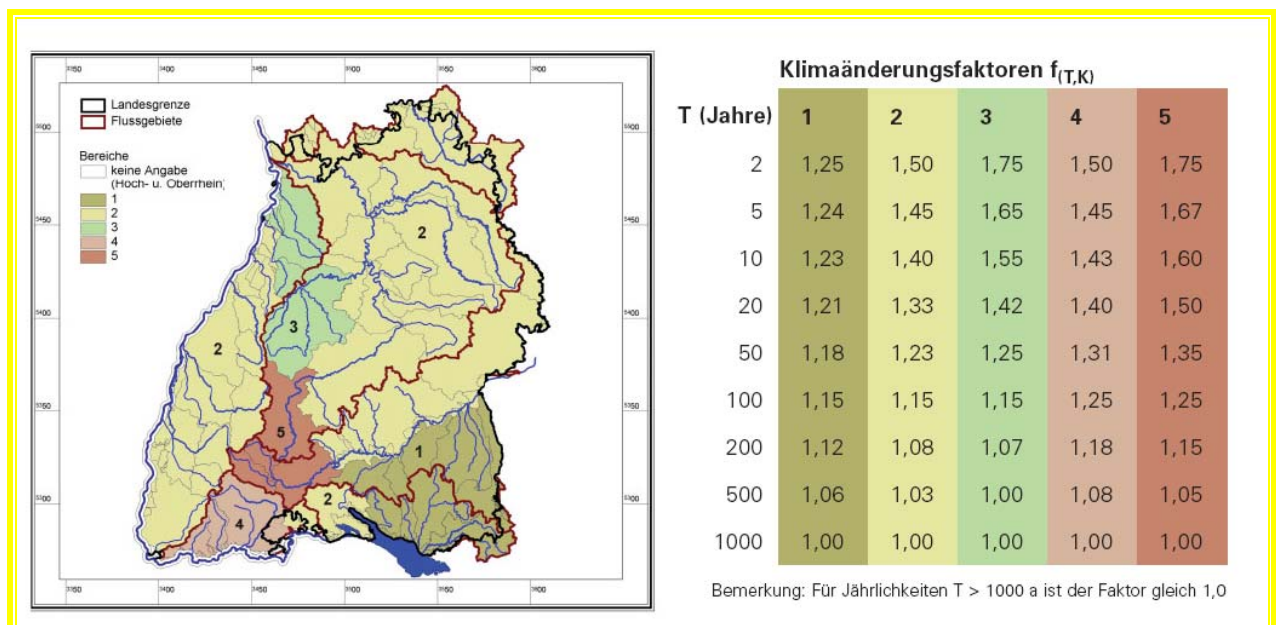 3350 3400 3450 3500 3550 3600
Landesgrenze
Flussgebiete
Bereiche
keine Angabe
(Hoch- u. Oberrhein)
1
2
3
4
5
2
3
2
5
1
2
4
Klimaänderungsfaktoren f(T,K)
T (Jahre) 1 2 3 4 5
2 1,25 1,50 1,75 1,50 1,75
5 1,24 1,45 1,65 1,45 1,67
10 1,23 1,40 1,55 1,43 1,60
20 1,21 1,33 1,42 1,40 1,50
50 1,18 1,23 1,25 1,31 1,35
100 1,15 1,15 1,15 1,25 1,25
200 1,12 1,08 1,07 1,18 1,15
500 1,06 1,03 1,00 1,08 1,05
1000 1,00 1,00 1,00 1,00 1,00
Bemerkung: Für Jährlichkeiten T > 1000 a ist der Faktor gleich 1,0